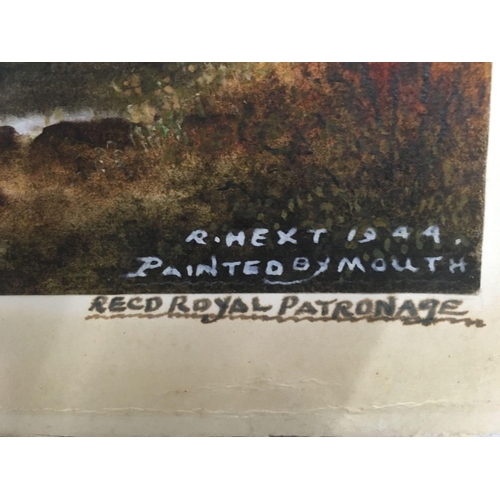 R. HEXT 1944.
PAINTED BY MOUTH
RECD ROYAL PATRONAGE